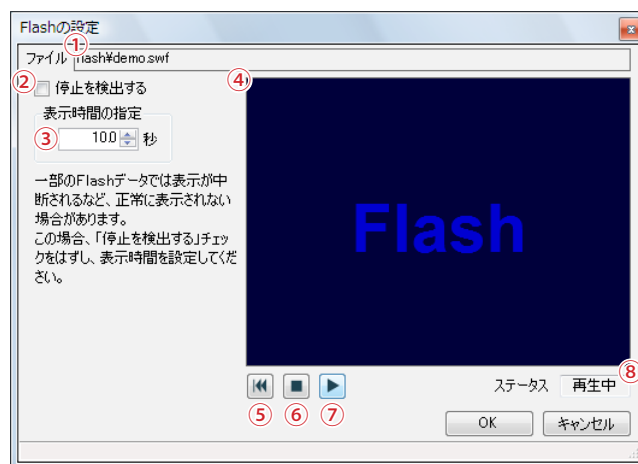 Flashの設定
①
ファイル flash¥demo.swf
② 停止を検出する ④
表示時間の指定
③ 10.0 秒
一部のFlashデータでは表示が中
断されるなど、正常に表示されない
場合があります。
この場合、「停止を検出する」チェッ
クをはずし、表示時間を設定してくだ
さい。
Flash
ステータス 再生中 ⑧
⑤ ⑥ ⑦
OK キャンセル